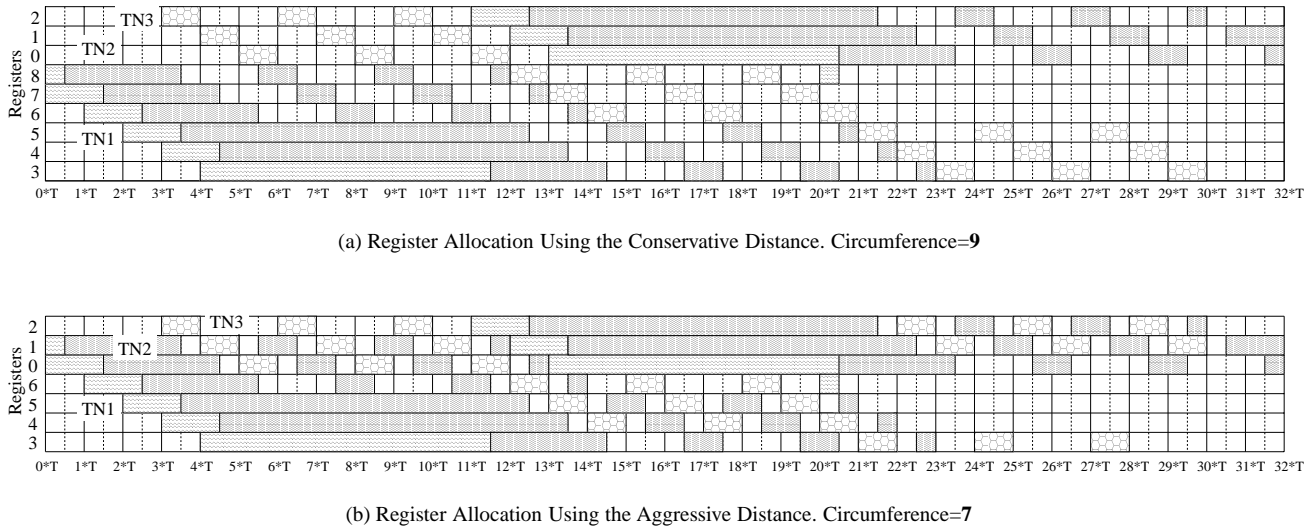 TN3
2
1
TN2
0
8
7
6
5
TN1
4
3
Registers
0*T 1*T 2*T 3*T 4*T 5*T 6*T 7*T 8*T 9*T 10*T 11*T 12*T 13*T 14*T 15*T 16*T 17*T 18*T 19*T 20*T 21*T 22*T 23*T 24*T 25*T 26*T 27*T 28*T 29*T 30*T 31*T 32*T
(a) Register Allocation Using the Conservative Distance. Circumference=9
TN3
2
1
TN2
0
6
5
TN1
4
3
Registers
0*T 1*T 2*T 3*T 4*T 5*T 6*T 7*T 8*T 9*T 10*T 11*T 12*T 13*T 14*T 15*T 16*T 17*T 18*T 19*T 20*T 21*T 22*T 23*T 24*T 25*T 26*T 27*T 28*T 29*T 30*T 31*T 32*T
(b) Register Allocation Using the Aggressive Distance. Circumference=7